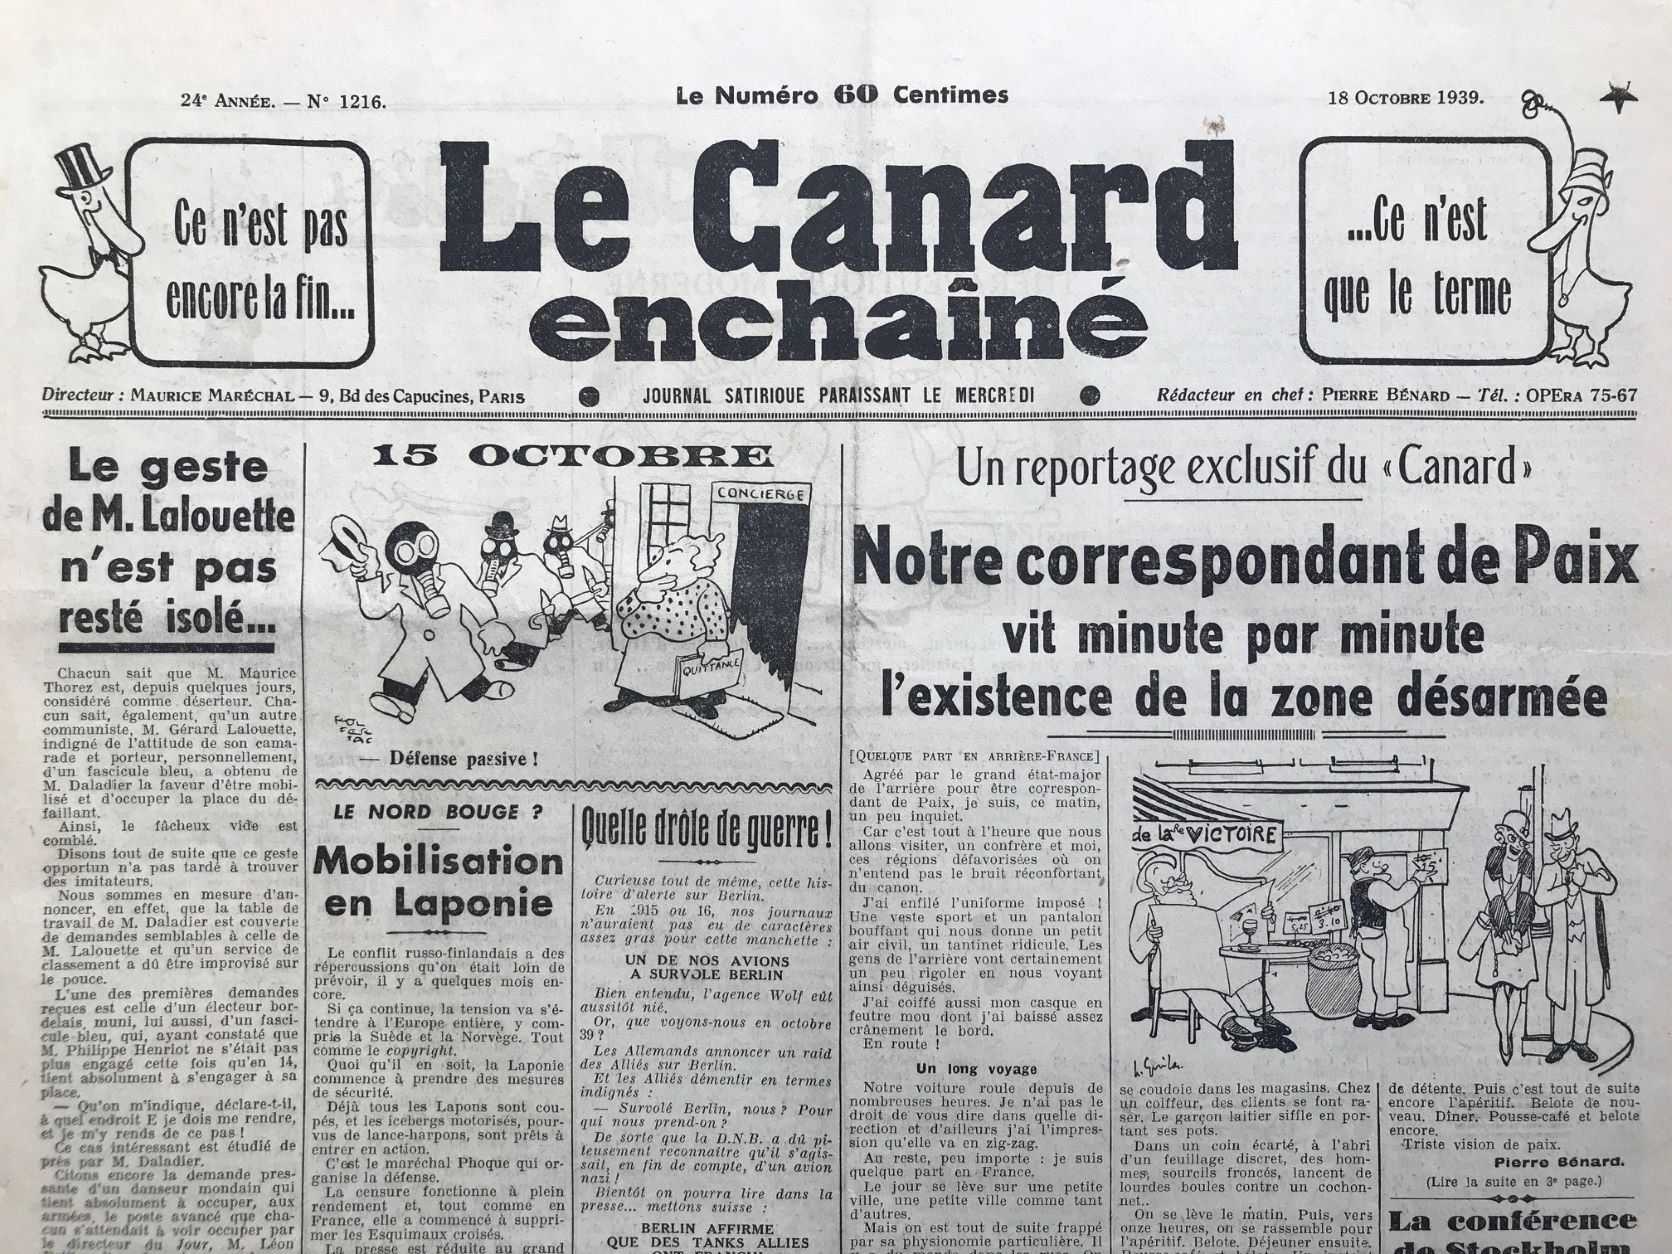 24e ANNÉE. — N° 1216.
Le Numéro 60 Centimes
18 OCTOBRE 1939.
Ce n'est pas
encore la fin...
Le Canard
enchaîné
...Ce n'est
que le terme
Directeur : MAURICE MARÉCHAL — 9, Bd des Capucines, PARIS
JOURNAL SATIRIQUE PARAISSANT LE MERCREDI
Rédacteur en chef : PIERRE BÉNARD — Tél. : OPEra 75-67
Le geste
de M. Lalouette
n'est pas
resté isolé...
Chacun sait que M. Maurice
Thorez est, depuis quelques jours,
considéré comme déserteur. Cha-
cun sait, également, qu'un autre
communiste, M. Gérard Lalouette,
indigné de l'attitude de son cama-
rade et porteur, personnellement,
d'un fascicule bleu, a obtenu de
M. Daladier la faveur d'être mobi-
lisé et d'occuper la place du dé-
faillant.
Ainsi, le fâcheux vide est
comblé.
Disons tout de suite que ce geste
opportun n'a pas tardé à trouver
des imitateurs.
Nous sommes en mesure d'an-
noncer, en effet, que la table de
travail de M. Daladier est couverte
de demandes semblables à celle de
M. Lalouette et qu'un service de
classement a dû être improvisé sur
le pouce.
L'une des premières demandes
reçues est celle d'un électeur bor-
delais, muni, lui aussi, d'un fasci-
cule bleu, qui, ayant constaté que
M. Philippe Henriot ne s'était pas
plus engagé cette fois qu'en 14,
tient absolument à s'engager à sa
place.
— Qu'on m'indique, déclare-t-il,
à quel endroit E je dois me rendre,
et je m'y rends de ce pas !
Ce cas intéressant est étudié de
près par M. Daladier.
Citons encore la demande pres-
sante d'un danseur mondain qui
tient absolument à occuper, aux
armées, le poste avancé que cha-
cun s'attendait à voir occuper par
le directeur du Jour, M. Léon
15 OCTOBRE
CONCIERGE
QUITTANCE
POL
FER
JAC
— Défense passive !
LE NORD BOUGE ?
Mobilisation
en Laponie
Le conflit russo-finlandais a des
répercussions qu'on était loin de
prévoir, il y a quelques mois en-
core.
Si ça continue, la tension va s'é-
tendre à l'Europe entière, y com-
pris la Suède et la Norvège. Tout
comme le copyright.
Quoi qu'il en soit, la Laponie
commence à prendre des mesures
de sécurité.
Déjà tous les Lapons sont cou-
pés, et les icebergs motorisés, pour-
vus de lance-harpons, sont prêts à
entrer en action.
C'est le maréchal Phoque qui or-
ganise la défense.
La censure fonctionne à plein
rendement et, tout comme en
France, elle a commencé à suppri-
mer les Esquimaux croisés.
La presse est réduite au grand
Quelle drôle de guerre !
Curieuse tout de même, cette his-
toire d'alerte sur Berlin.
En 1915 ou 16, nos journaux
n'auraient pas eu de caractères
assez gras pour cette manchette :
UN DE NOS AVIONS
A SURVOLÉ BERLIN
Bien entendu, l'agence Wolf eût
aussitôt nié.
Or, que voyons-nous en octobre
39 ?
Les Allemands annoncer un raid
des Alliés sur Berlin.
Et les Alliés démentir en termes
indignés :
— Survolé Berlin, nous ? Pour
qui nous prend-on ?
De sorte que la D.N.B. a dû pi-
teusement reconnaître qu'il s'agis-
sait, en fin de compte, d'un avion
nazi !
Bientôt on pourra lire dans la
presse... mettons suisse :
BERLIN AFFIRME
QUE DES TANKS ALLIES
ONT FRANCHI
Un reportage exclusif du « Canard »
Notre correspondant de Paix
vit minute par minute
l'existence de la zone désarmée
[QUELQUE PART EN ARRIÈRE-FRANCE]
Agréé par le grand état-major
de l'arrière pour être correspon-
dant de Paix, je suis, ce matin,
un peu inquiet.
Car c'est tout à l'heure que nous
allons visiter, un confrère et moi,
ces régions défavorisées où on
n'entend pas le bruit réconfortant
du canon.
J'ai enfilé l'uniforme imposé !
Une veste sport et un pantalon
bouffant qui nous donne un petit
air civil, un tantinet ridicule. Les
gens de l'arrière vont certainement
un peu rigoler en nous voyant
ainsi déguisés.
J'ai coiffé aussi mon casque en
feutre mou dont j'ai baissé assez
crânement le bord.
En route !
Un long voyage
Notre voiture roule depuis de
nombreuses heures. Je n'ai pas le
droit de vous dire dans quelle di-
rection et d'ailleurs j'ai l'impres-
sion qu'elle va en zig-zag.
Au reste, peu importe : je suis
quelque part en France.
Le jour se lève sur une petite
ville, une petite ville comme tant
d'autres.
Mais on est tout de suite frappé
par sa physionomie particulière. Il
de la Re VICTOIRE
15
5,25
3.10
H. Guilac
se coudoie dans les magasins. Chez
un coiffeur, des clients se font ra-
ser. Le garçon laitier siffle en por-
tant ses pots.
Dans un coin écarté, à l'abri
d'un feuillage discret, des hom-
mes, sourcils froncés, lancent de
lourdes boules contre un cochon-
net.
On se lève le matin. Puis, vers
onze heures, on se rassemble pour
l'apéritif. Belote. Déjeuner ensuite.
de détente. Puis c'est tout de suite
encore l'apéritif. Belote de nou-
veau. Dîner. Pousse-café et belote
encore.
Triste vision de paix.
Pierre Bénard.
(Lire la suite en 3e page.)
La conférence
de Stockholm